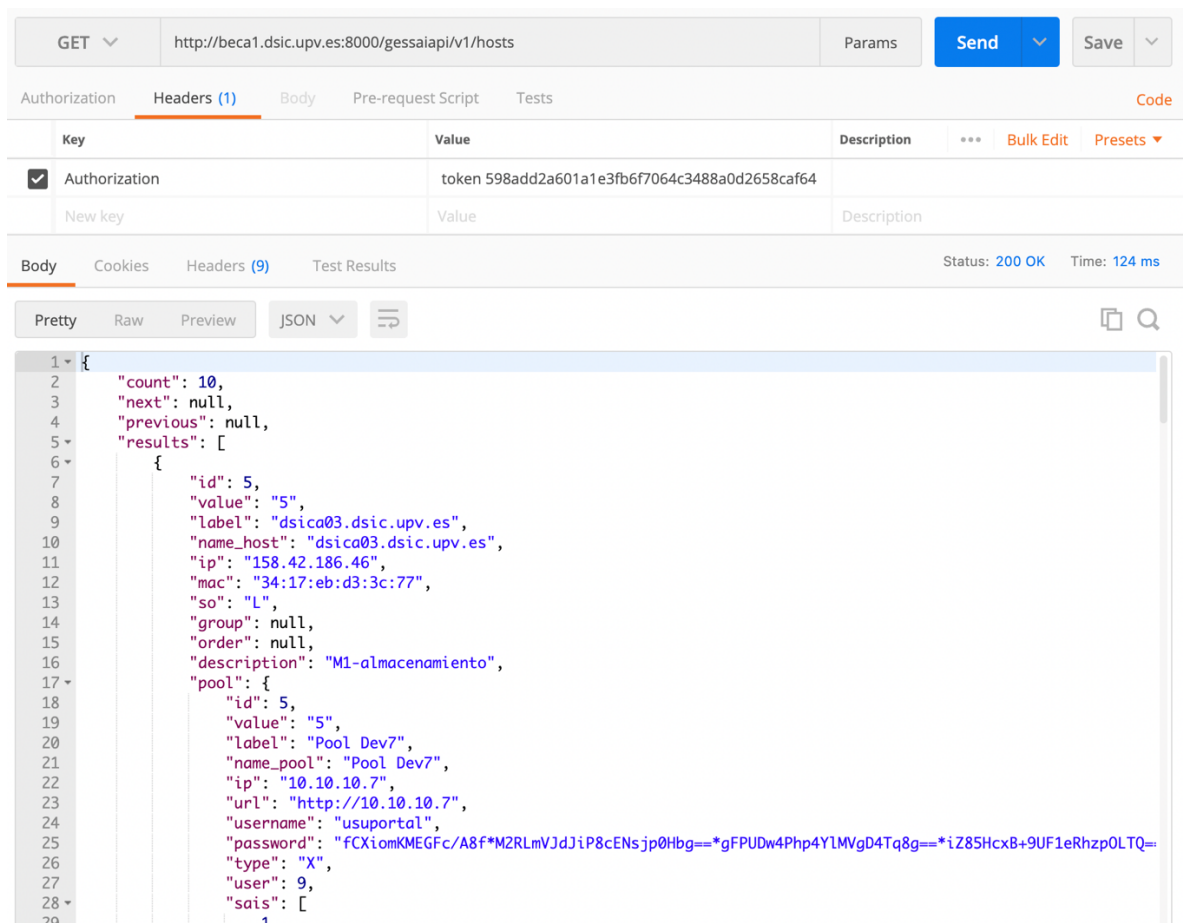 GET http://beca1.dsic.upv.es:8000/gessaiapi/v1/hosts Params Send Save
Authorization Headers (1) Body Pre-request Script Tests Code
Key Value Description ••• Bulk Edit Presets
Authorization token 598add2a601a1e3fb6f7064c3488a0d2658caf64
New key Value Description
Body Cookies Headers (9) Test Results Status: 200 OK Time: 124 ms
Pretty Raw Preview JSON
1 {
2 "count": 10,
3 "next": null,
4 "previous": null,
5 "results": [
6 {
7 "id": 5,
8 "value": "5",
9 "label": "dsica03.dsic.upv.es",
10 "name_host": "dsica03.dsic.upv.es",
11 "ip": "158.42.186.46",
12 "mac": "34:17:eb:d3:3c:77",
13 "so": "L",
14 "group": null,
15 "order": null,
16 "description": "M1-almacenamiento",
17 "pool": {
18 "id": 5,
19 "value": "5",
20 "label": "Pool Dev7",
21 "name_pool": "Pool Dev7",
22 "ip": "10.10.10.7",
23 "url": "http://10.10.10.7",
24 "username": "usuportal",
25 "password": "fCXiomKMEGFc/A8f*M2RLmVJdJiP8cENsjp0Hbg==*gFPUDw4Php4YlMVgD4Tq8g==*iZ85HcxB+9UF1eRhzpOLTQ==
26 "type": "X",
27 "user": 9,
28 "sais": [
29 1